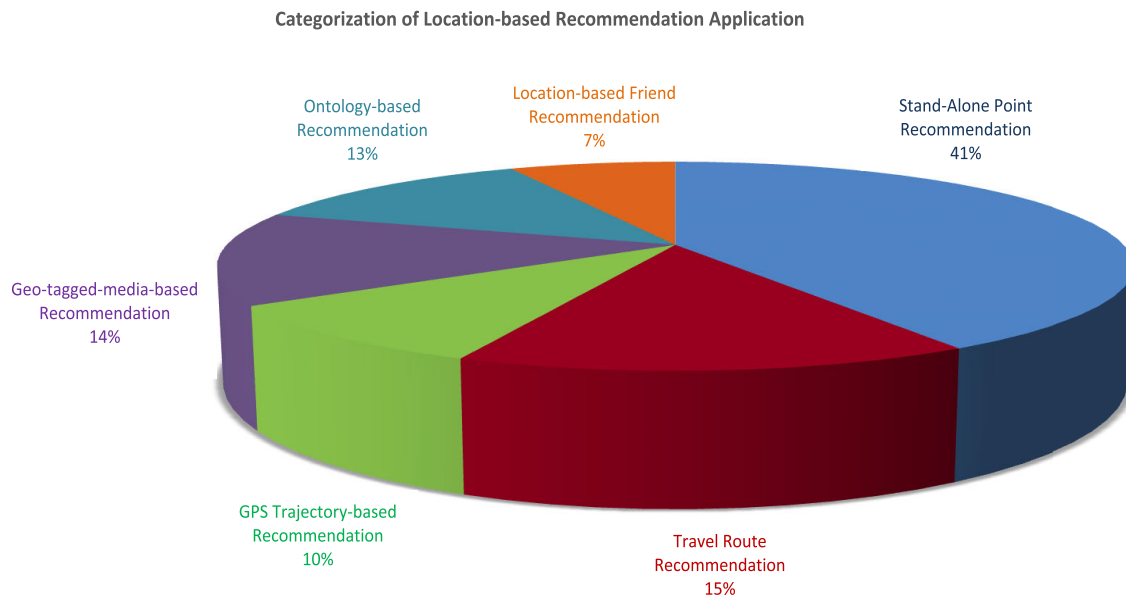 Categorization of Location-based Recommendation Application
Location-based Friend
Recommendation
7%
Ontology-based
Recommendation
13%
Stand-Alone Point
Recommendation
41%
Geo-tagged-media-based
Recommendation
14%
GPS Trajectory-based
Recommendation
10%
Travel Route
Recommendation
15%